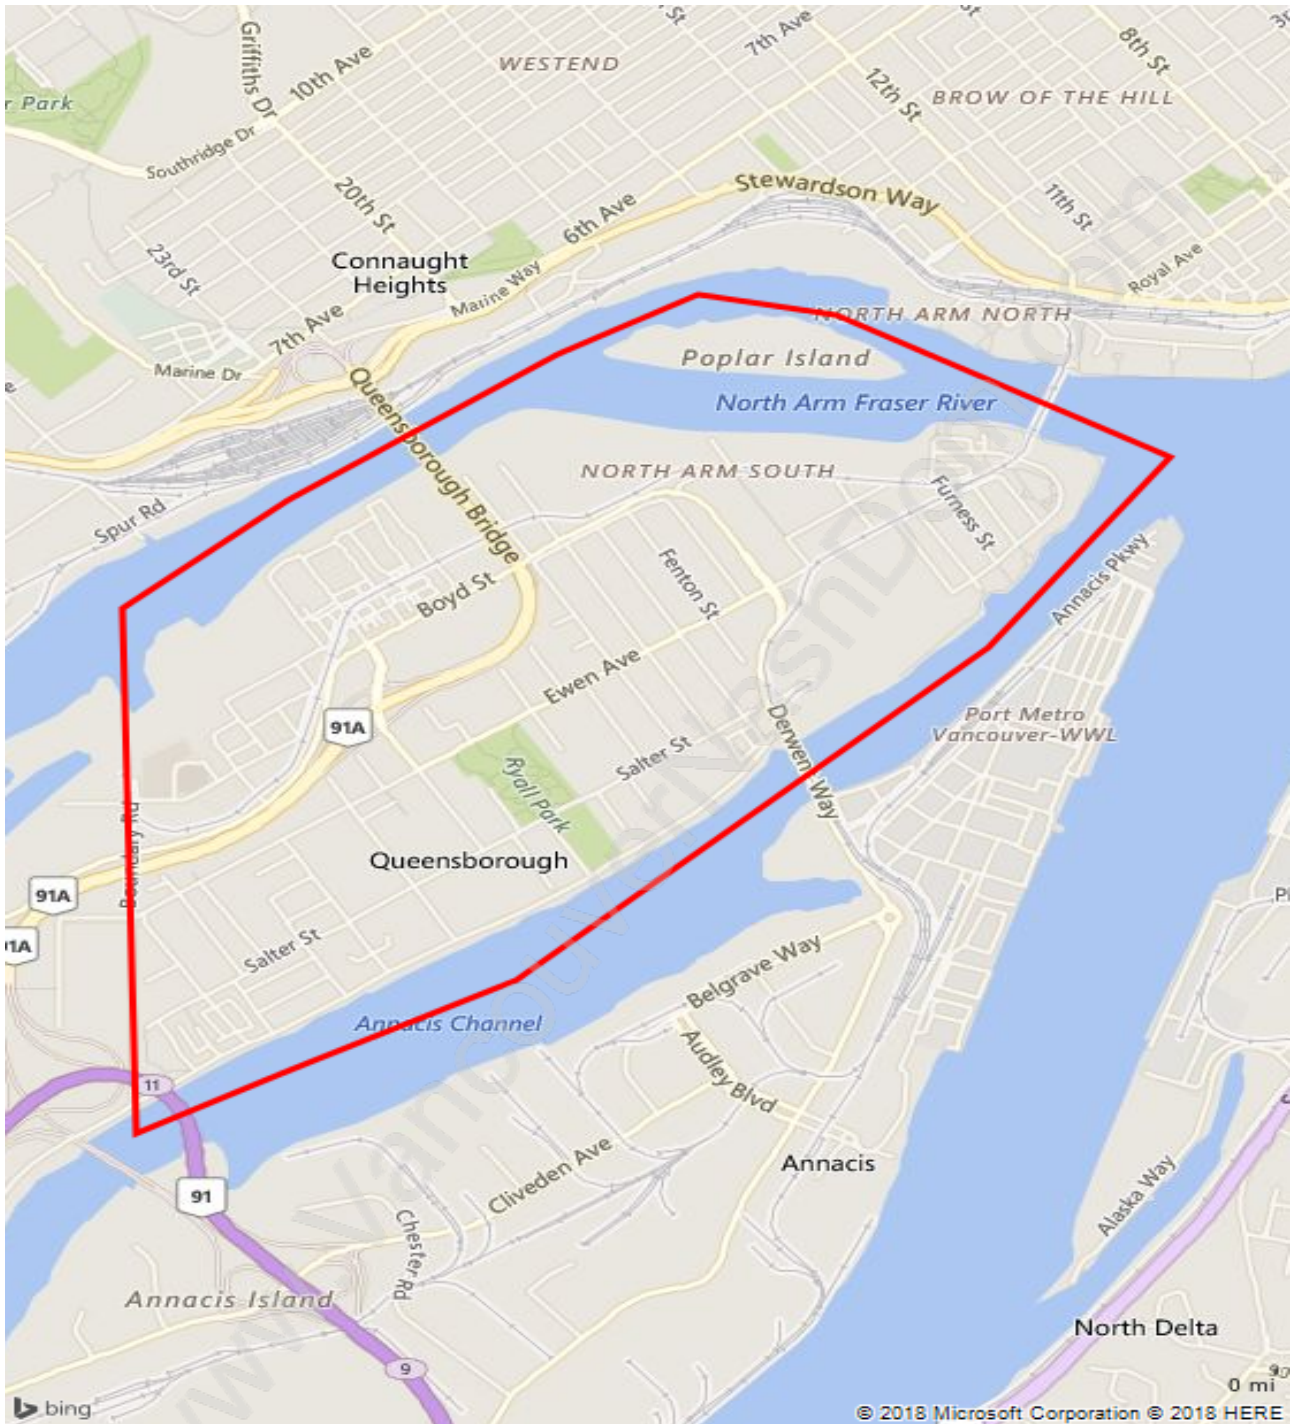 Griffiths Dr
10th Ave
WESTEND
7th Ave
8th St
12th St
BROW OF THE HILL
r Park
Southridge Dr
20th St
6th Ave
Stewardson Way
11th St
Royal Ave
23rd St
Connaught
Heights
Marine Way
7th Ave
Marine Dr
NORTH ARM NORTH
Poplar Island
North Arm Fraser River
Queensborough Bridge
NORTH ARM SOUTH
Furness St
Spur Rd
Annacis Pkwy
Fenton St
Boyd St
Ewen Ave
91A
Port Metro
Vancouver-WWL
Derwent Way
Salter St
Ryall Park
Boundary Rd
Queensborough
91A
91A
Salter St
Belgrave Way
Annacis Channel
Audley Blvd
11
91
Cliveden Ave
Annacis
Alaska Way
Chester Rd
Annacis Island
North Delta
9
0 mi
bing
© 2018 Microsoft Corporation © 2018 HERE